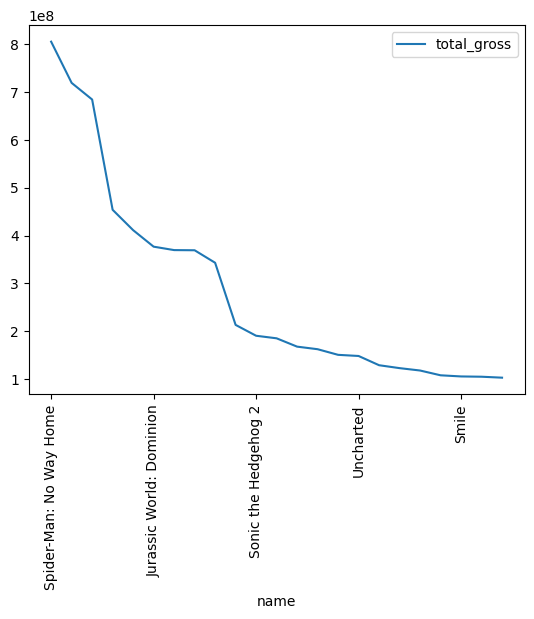 1e8
total_gross
8
7
6
5
4
3
2
1
Spider-Man: No Way Home
Jurassic World: Dominion
Sonic the Hedgehog 2
Uncharted
Smile
name